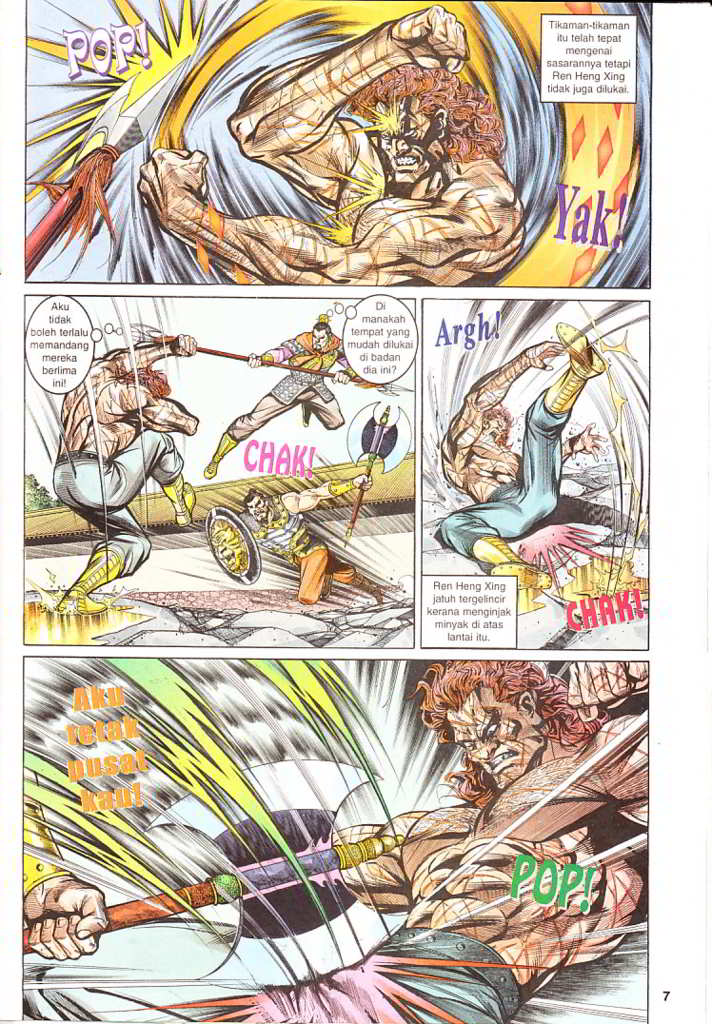 POP!
Tikaman-tikaman
itu telah tepat
mengenai
sasarannya tetapi
Ren Heng Xing
tidak juga dilukai.
Yak!
Aku
tidak
boleh terlalu
memandang
mereka
berlima
ini!
Di
manakah
tempat yang
mudah dilukai
di badan
dia ini?
CHAK!
Argh!
Ren Heng Xing
jatuh tergelincir
kerana menginjak
minyak di atas
lantai itu.
CHAK!
Aku
tetak
pusat
kau!
POP!
7